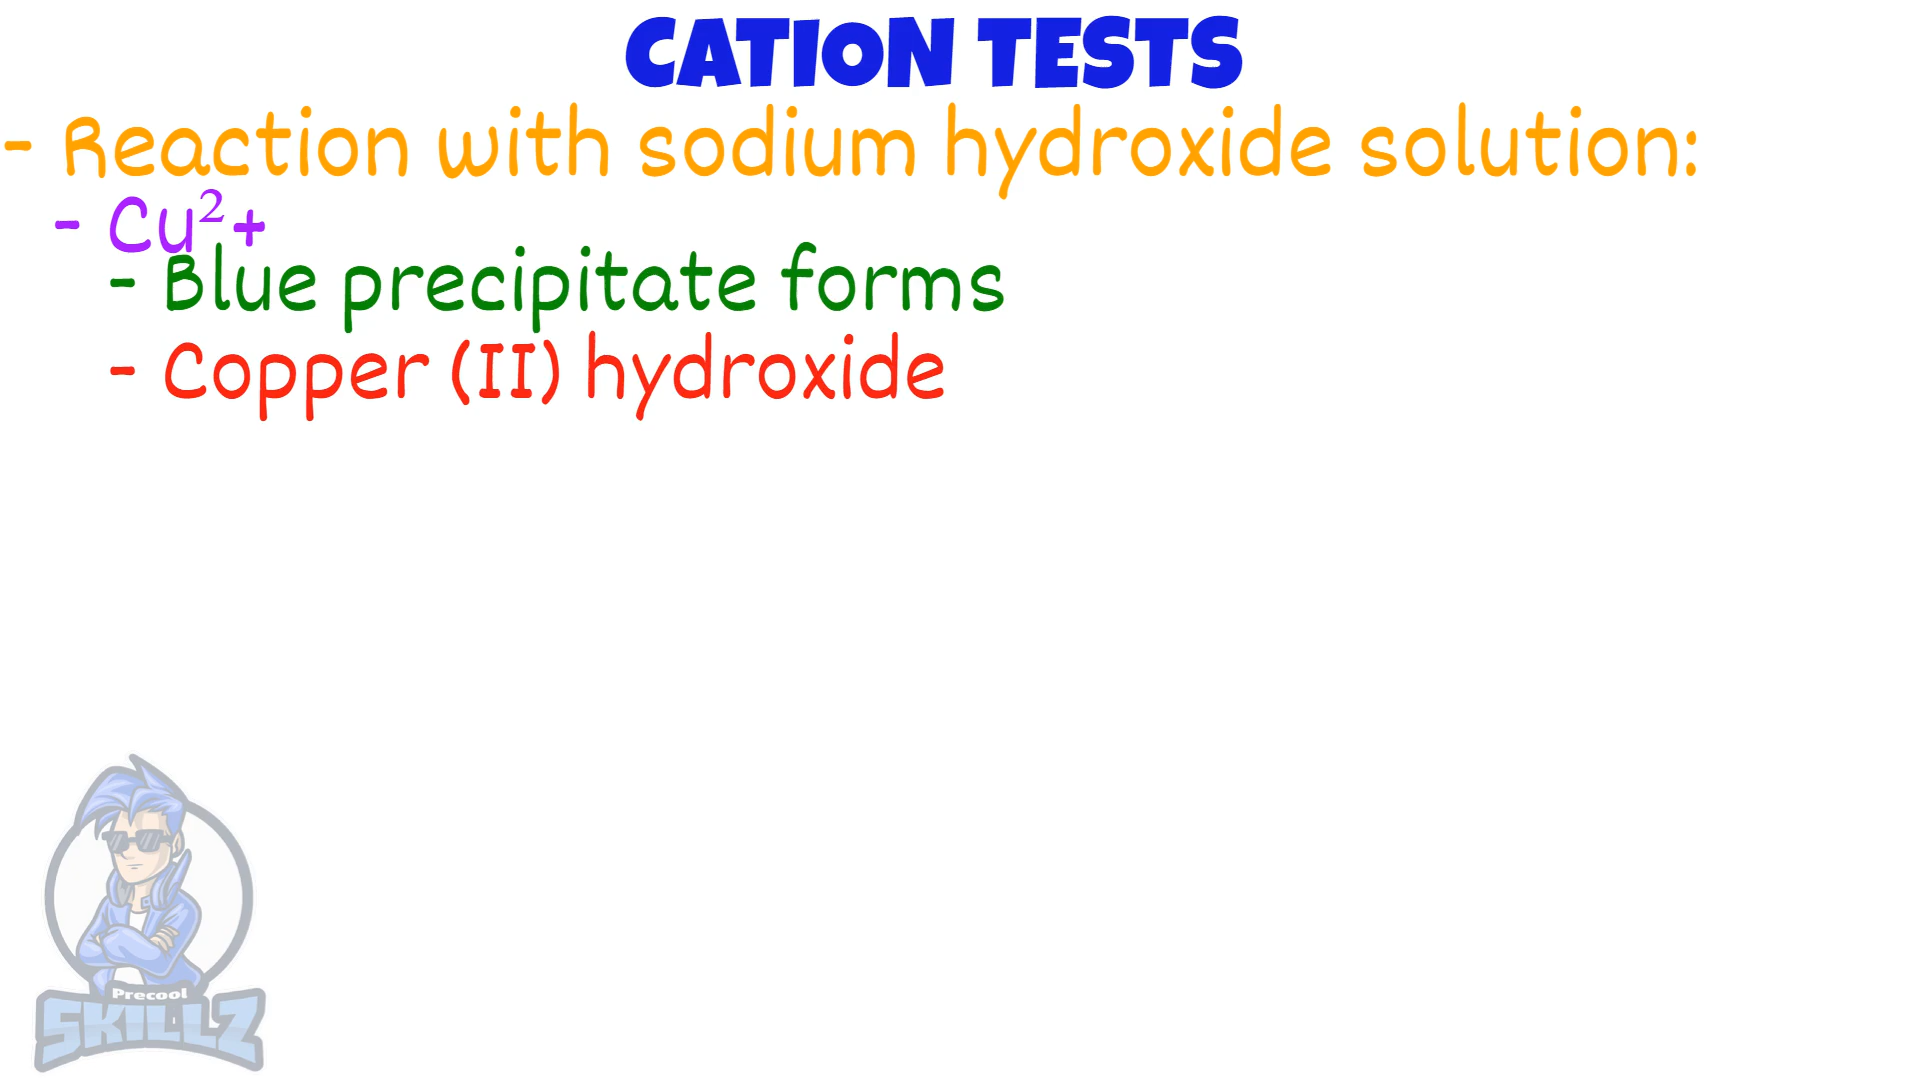 CATION TESTS
- Reaction with sodium hydroxide solution:
- Cu²+
- Blue precipitate forms
- Copper (II) hydroxide
Precool
SKILLZ